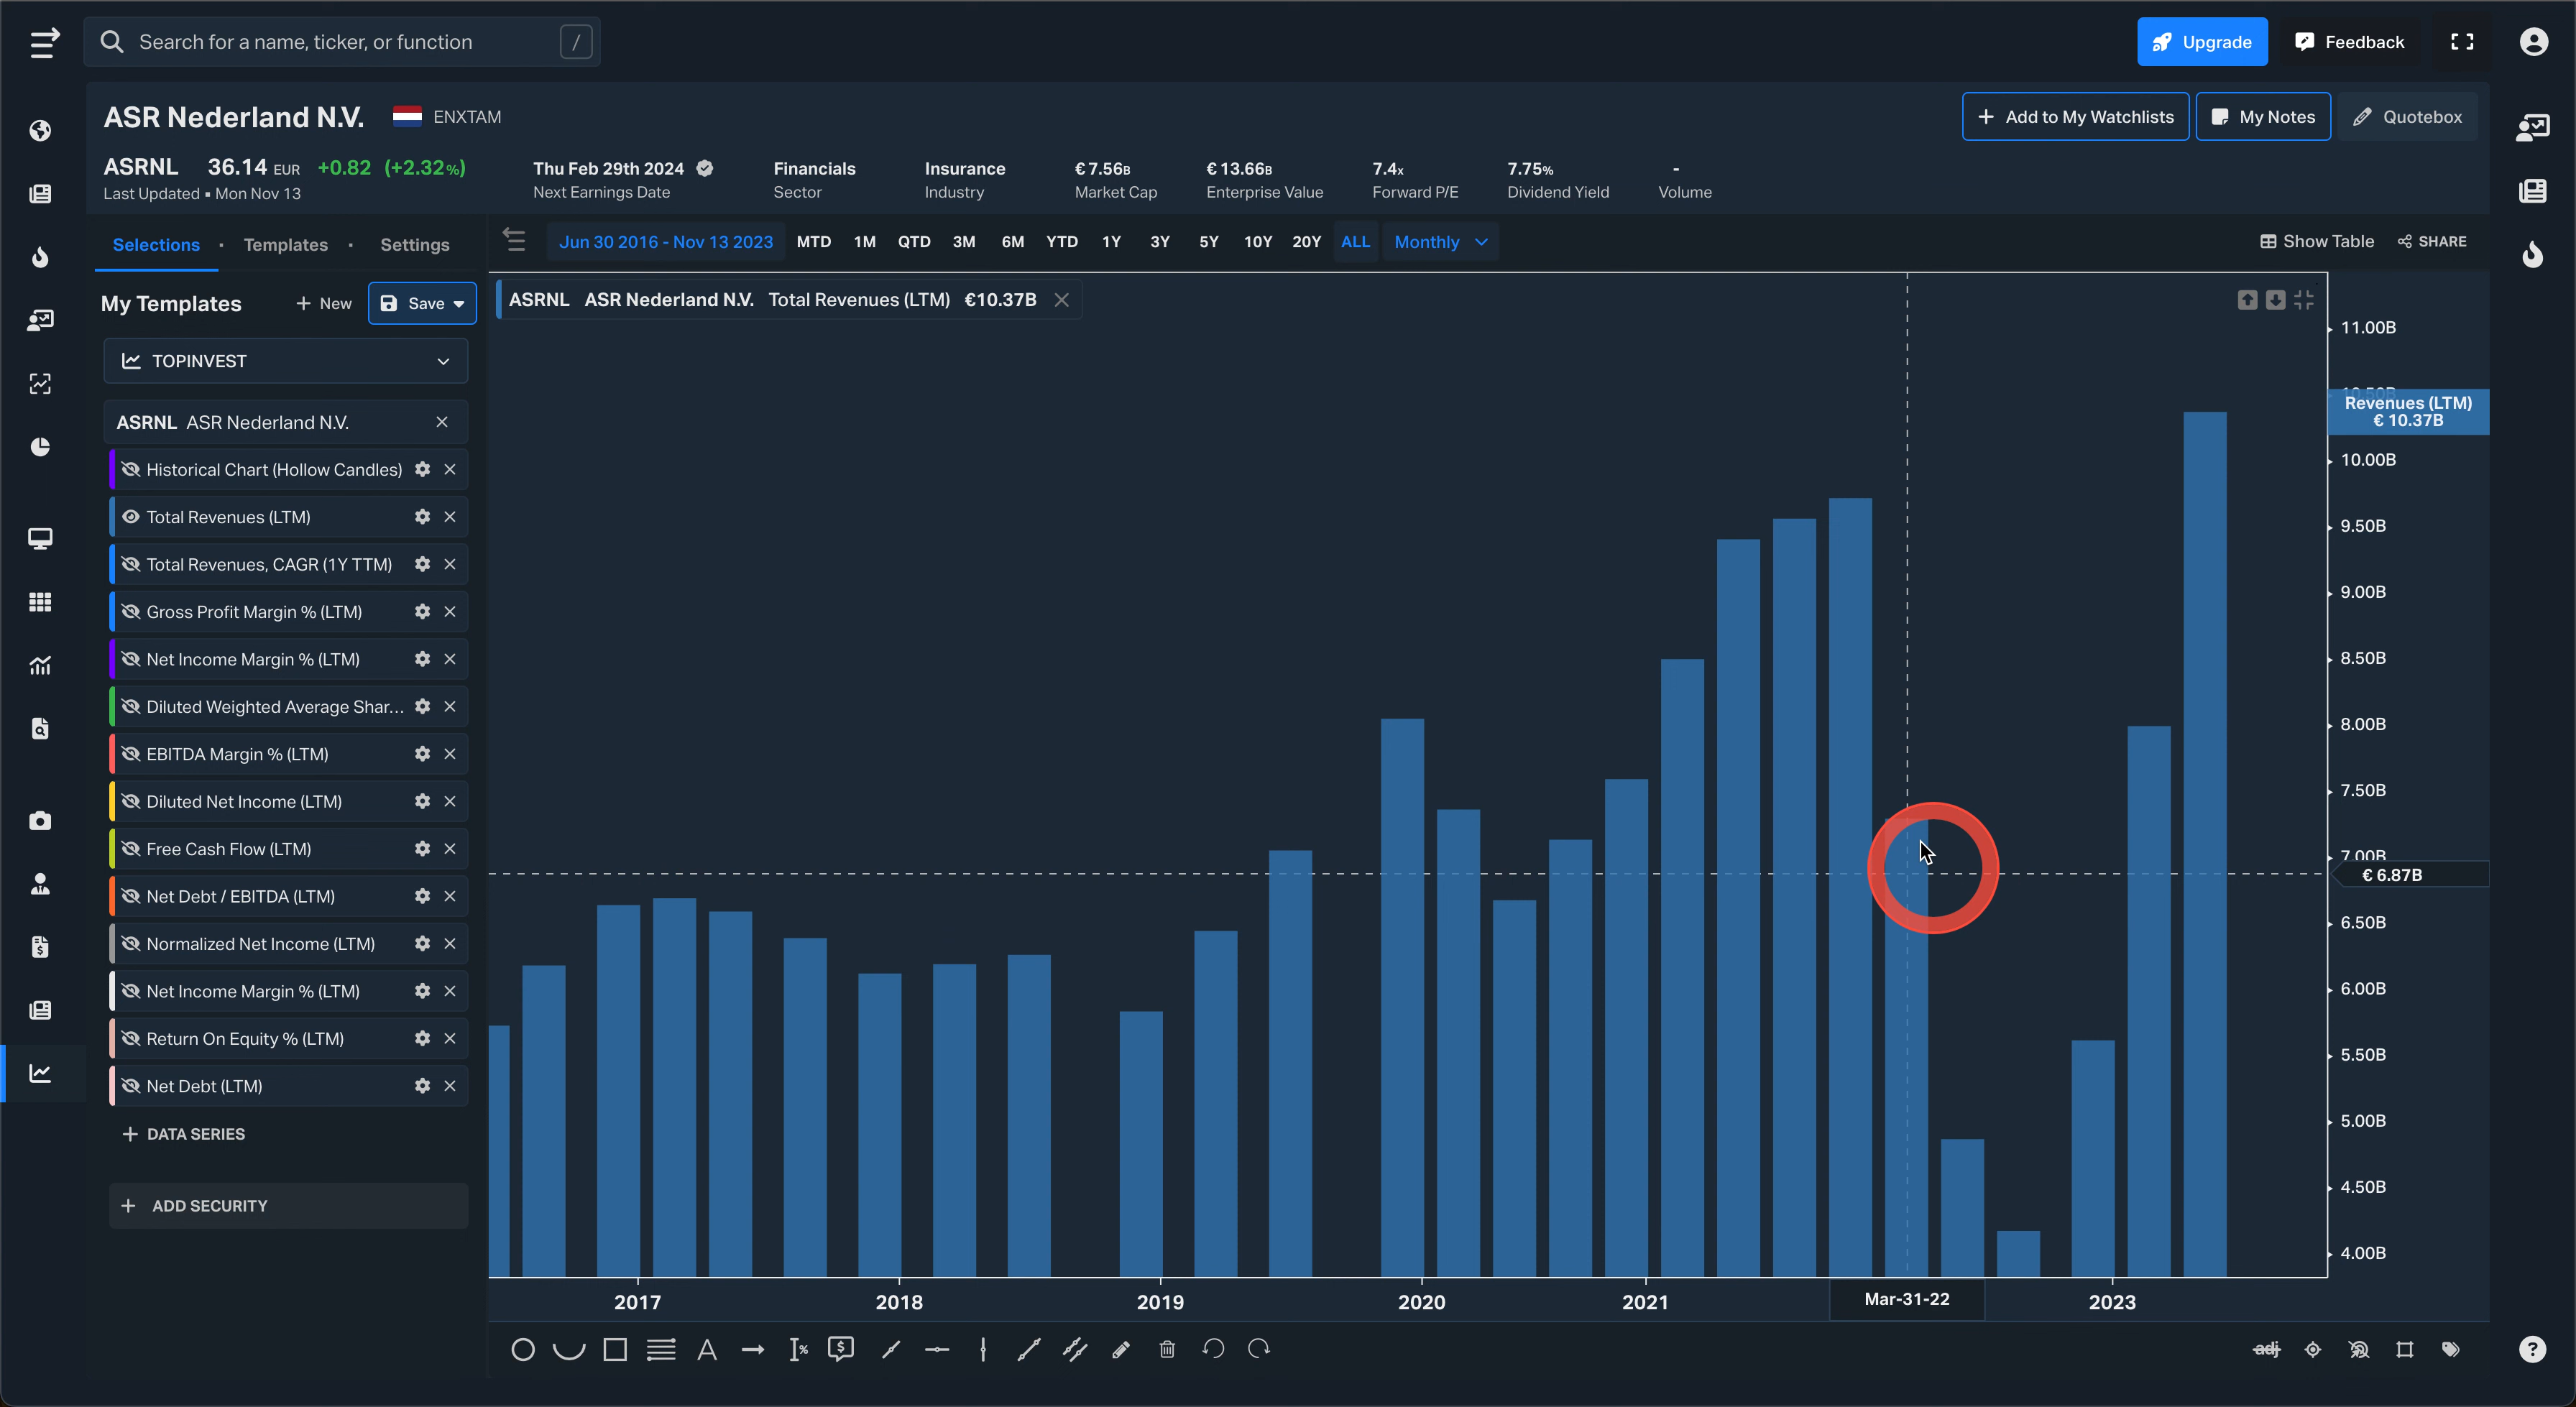 Search for a name, ticker, or function /
Upgrade Feedback
ASR Nederland N.V. ENXTAM
Add to My Watchlists My Notes Quotebox
ASRNL 36.14 EUR +0.82 (+2.32%)
Last Updated ▪ Mon Nov 13
Thu Feb 29th 2024
Next Earnings Date
Financials
Sector
Insurance
Industry
€ 7.56B
Market Cap
€ 13.66B
Enterprise Value
7.4x
Forward P/E
7.75%
Dividend Yield
-
Volume
Selections · Templates · Settings
Jun 30 2016 - Nov 13 2023 MTD 1M QTD 3M 6M YTD 1Y 3Y 5Y 10Y 20Y ALL Monthly
Show Table SHARE
My Templates + New Save
TOPINVEST
ASRNL ASR Nederland N.V.
Historical Chart (Hollow Candles)
Total Revenues (LTM)
Total Revenues, CAGR (1Y TTM)
Gross Profit Margin % (LTM)
Net Income Margin % (LTM)
Diluted Weighted Average Shar...
EBITDA Margin % (LTM)
Diluted Net Income (LTM)
Free Cash Flow (LTM)
Net Debt / EBITDA (LTM)
Normalized Net Income (LTM)
Net Income Margin % (LTM)
Return On Equity % (LTM)
Net Debt (LTM)
+ DATA SERIES
+ ADD SECURITY
ASRNL ASR Nederland N.V. Total Revenues (LTM) €10.37B
11.00B
10.50B
Revenues (LTM)
€ 10.37B
10.00B
9.50B
9.00B
8.50B
8.00B
7.50B
7.00B
€ 6.87B
6.50B
6.00B
5.50B
5.00B
4.50B
4.00B
2017 2018 2019 2020 2021 Mar-31-22 2023
A % $ adj ?